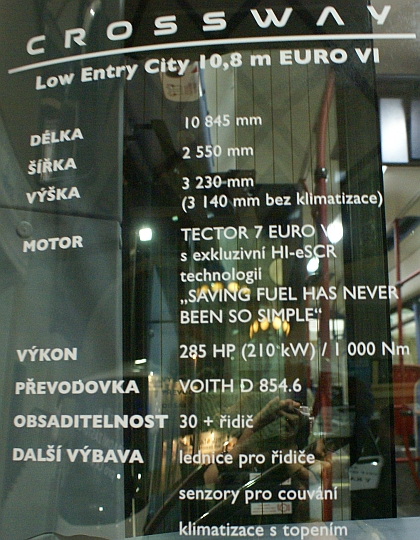 CROSSWAY
Low Entry City 10,8 m EURO VI
DÉLKA 10 845 mm
ŠÍŘKA 2 550 mm
VÝŠKA 3 230 mm
(3 140 mm bez klimatizace)
MOTOR TECTOR 7 EURO VI
s exkluzivní HI-eSCR
technologií
„SAVING FUEL HAS NEVER
BEEN SO SIMPLE“
VÝKON 285 HP (210 kW) / 1 000 Nm
PŘEVODOVKA VOITH D 854.6
OBSADITELNOST 30 + řidič
DALŠÍ VÝBAVA lednice pro řidiče
senzory pro couvání
klimatizace s topením